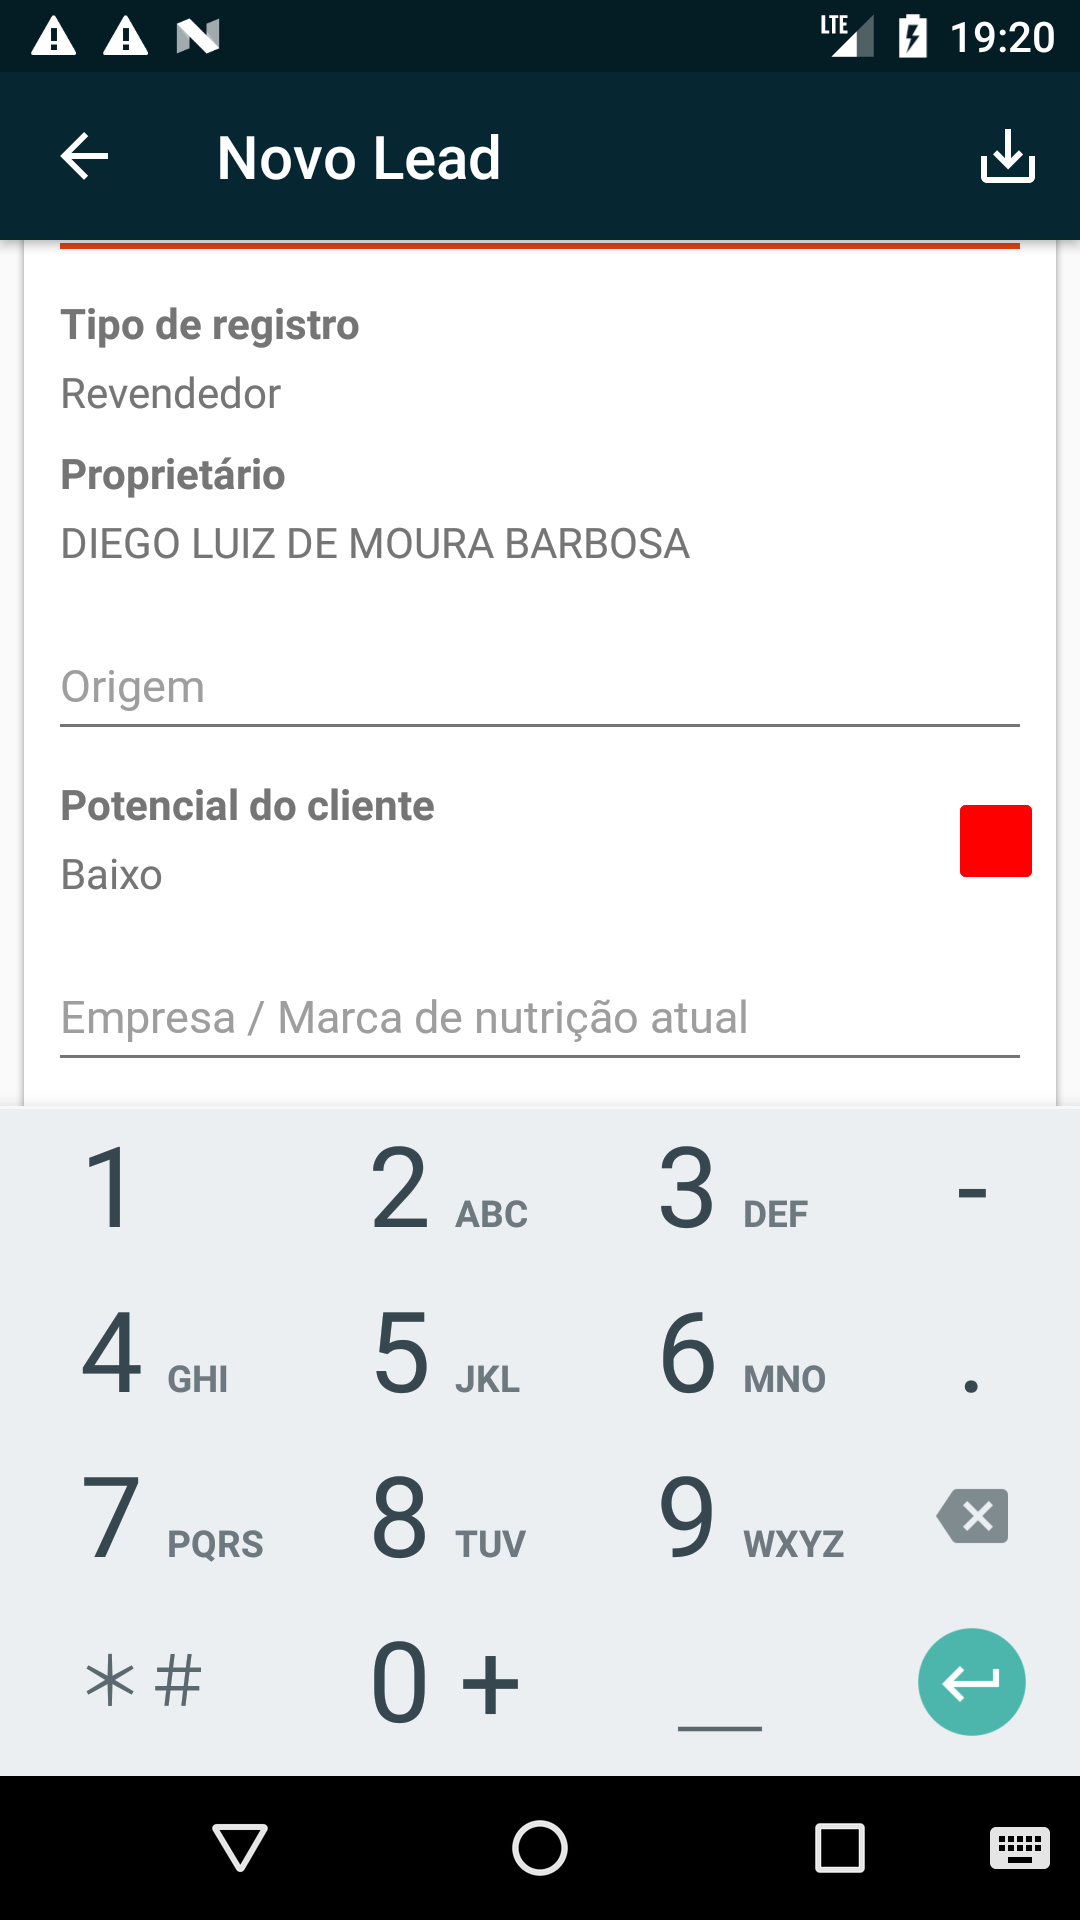 LTE 19:20
Novo Lead
Tipo de registro
Revendedor
Proprietário
DIEGO LUIZ DE MOURA BARBOSA
Origem
Potencial do cliente
Baixo
Empresa / Marca de nutrição atual
1 2 ABC 3 DEF -
4 GHI 5 JKL 6 MNO .
7 PQRS 8 TUV 9 WXYZ
*# 0 + _